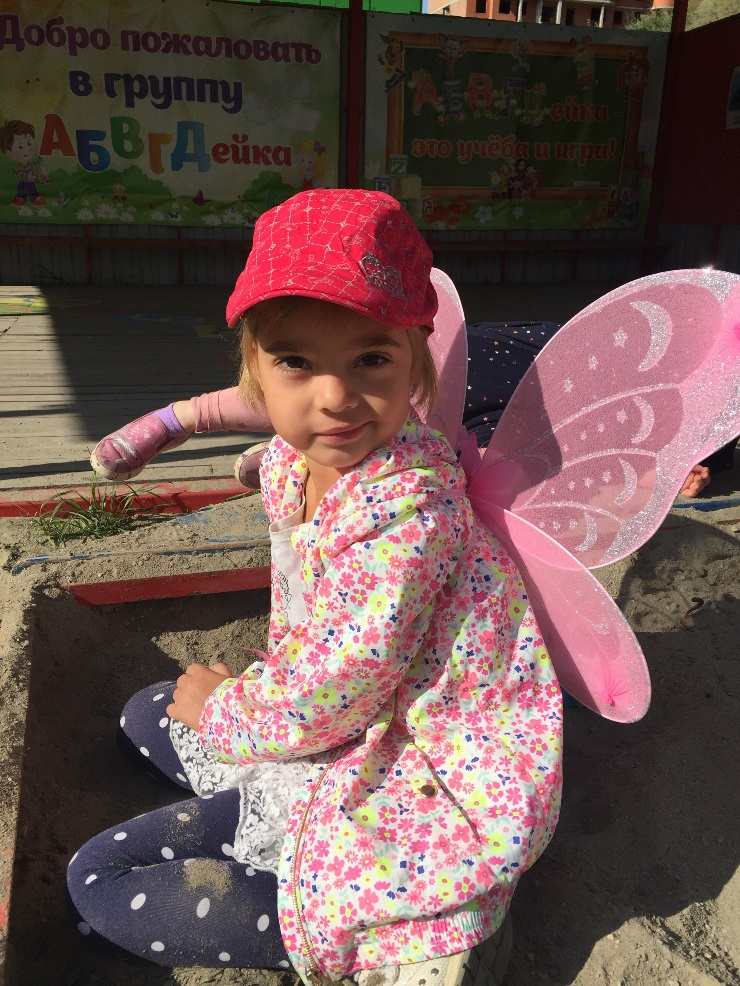 Добро пожаловать
в группу
АБВГДейка
АБВГДейка -
это учёба и игра!